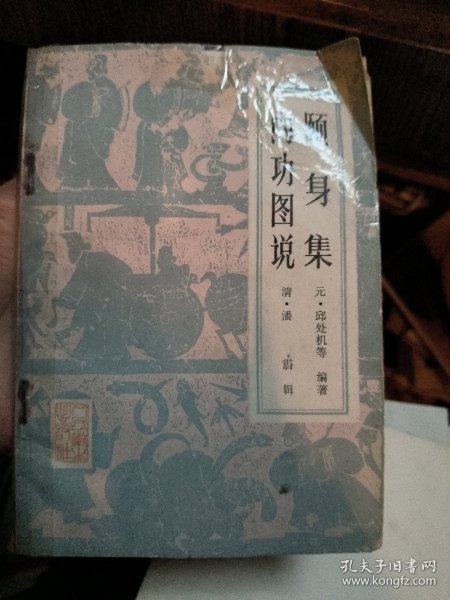 颐身集
元·邱处机等 编著
内功图说
清·潘霨 辑
孔夫子旧书网
www.kongfz.com